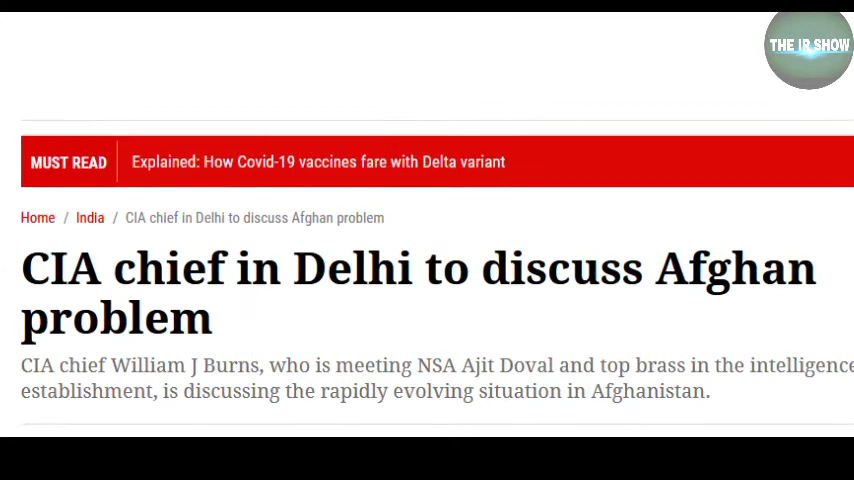 THE IR SHOW
MUST READ Explained: How Covid-19 vaccines fare with Delta variant
Home / India / CIA chief in Delhi to discuss Afghan problem
CIA chief in Delhi to discuss Afghan
problem
CIA chief William J Burns, who is meeting NSA Ajit Doval and top brass in the intelligence
establishment, is discussing the rapidly evolving situation in Afghanistan.